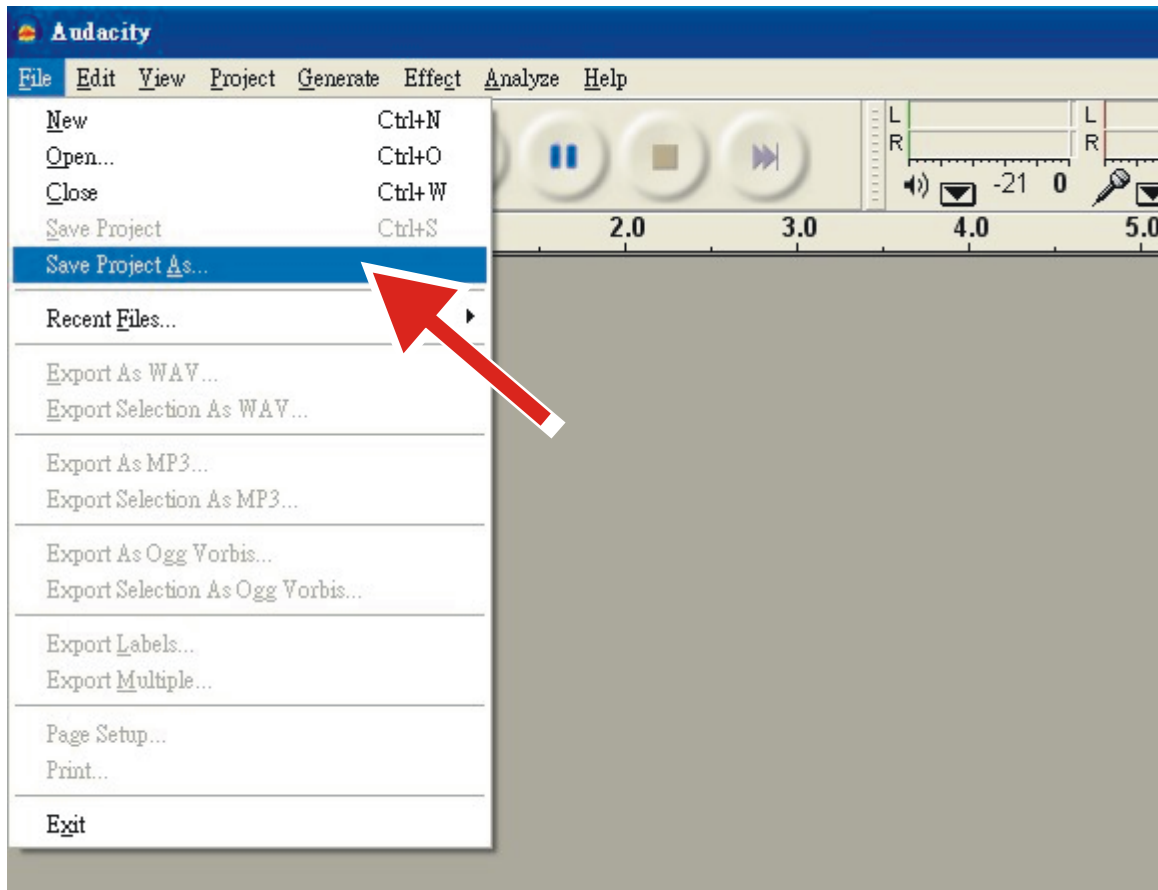 Audacity
File Edit View Project Generate Effect Analyze Help
New Ctrl+N
Open... Ctrl+O
Close Ctrl+W
Save Project Ctrl+S
Save Project As...
Recent Files...
Export As WAV...
Export Selection As WAV...
Export As MP3...
Export Selection As MP3...
Export As Ogg Vorbis...
Export Selection As Ogg Vorbis...
Export Labels...
Export Multiple...
Page Setup...
Print...
Exit
L L
R R
-21 0
2.0 3.0 4.0 5.0